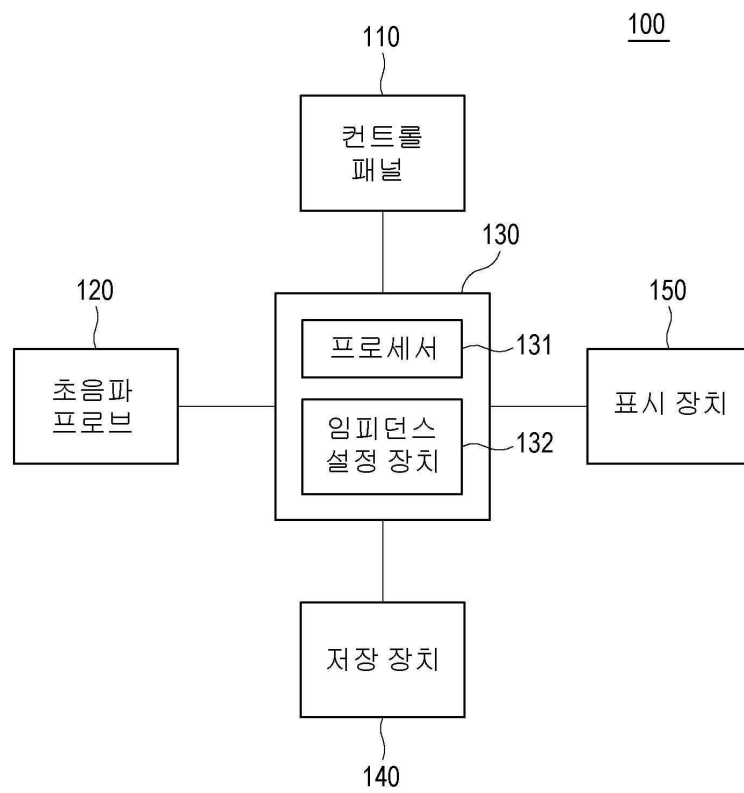 100
110
컨트롤
패널
130
120
150
프로세서
131
초음파
프로브
임피던스
설정 장치
132
표시 장치
저장 장치
140